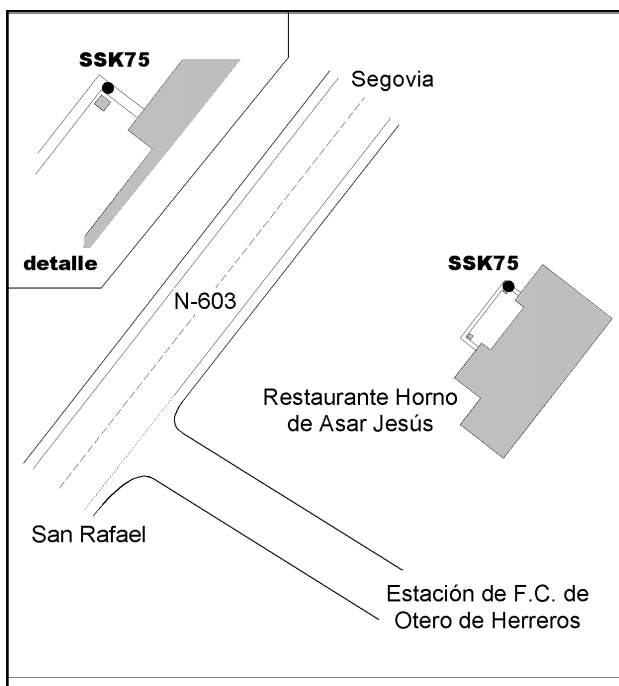 SSK75
Segovia
detalle
SSK75
N-603
Restaurante Horno
de Asar Jesús
San Rafael
Estación de F.C. de
Otero de Herreros